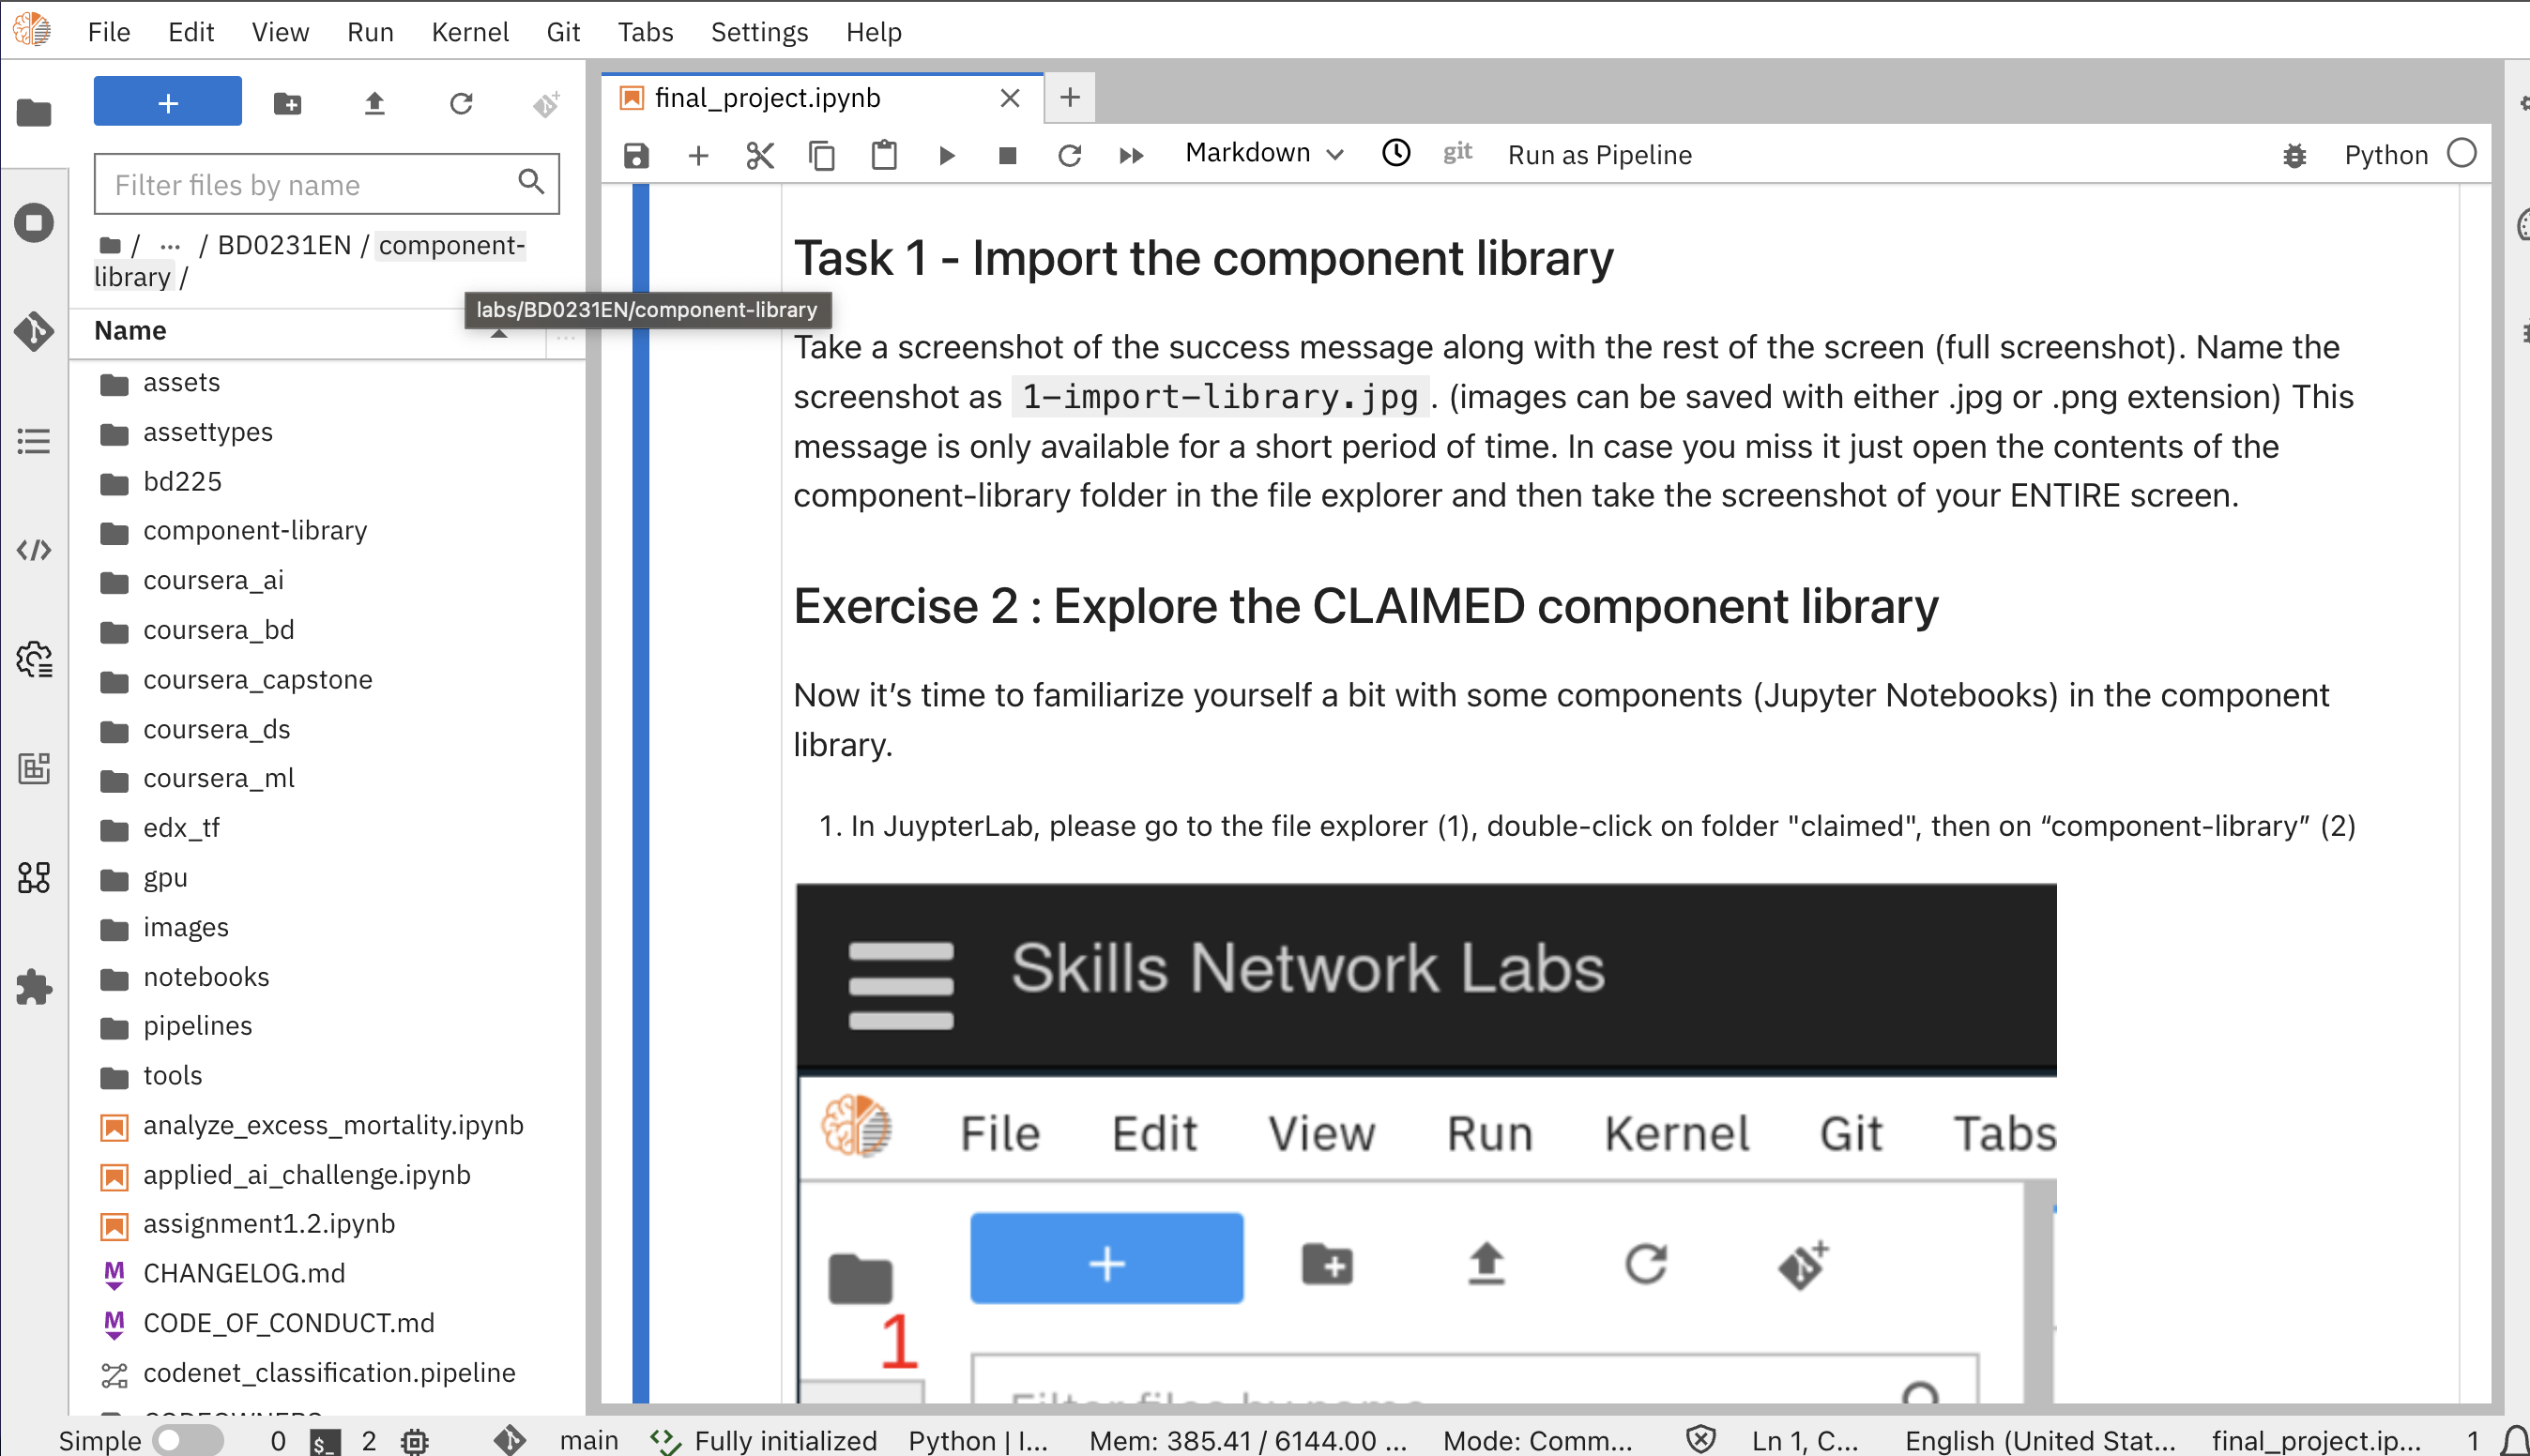 File Edit View Run Kernel Git Tabs Settings Help
+
Filter files by name
/ ... / BD0231EN / component-
library /
labs/BD0231EN/component-library
Name
assets
assettypes
bd225
component-library
coursera_ai
coursera_bd
coursera_capstone
coursera_ds
coursera_ml
edx_tf
gpu
images
notebooks
pipelines
tools
analyze_excess_mortality.ipynb
applied_ai_challenge.ipynb
assignment1.2.ipynb
CHANGELOG.md
CODE_OF_CONDUCT.md
codenet_classification.pipeline
final_project.ipynb
Markdown git Run as Pipeline Python
Task 1 - Import the component library
Take a screenshot of the success message along with the rest of the screen (full screenshot). Name the
screenshot as 1-import-library.jpg . (images can be saved with either .jpg or .png extension) This
message is only available for a short period of time. In case you miss it just open the contents of the
component-library folder in the file explorer and then take the screenshot of your ENTIRE screen.
Exercise 2 : Explore the CLAIMED component library
Now it’s time to familiarize yourself a bit with some components (Jupyter Notebooks) in the component
library.
1. In JuypterLab, please go to the file explorer (1), double-click on folder "claimed", then on “component-library” (2)
Skills Network Labs
File Edit View Run Kernel Git Tabs
+
1
Simple 0 $_ 2 main Fully initialized Python | I... Mem: 385.41 / 6144.00 ... Mode: Comm... Ln 1, C... English (United Stat... final_project.ip... 1